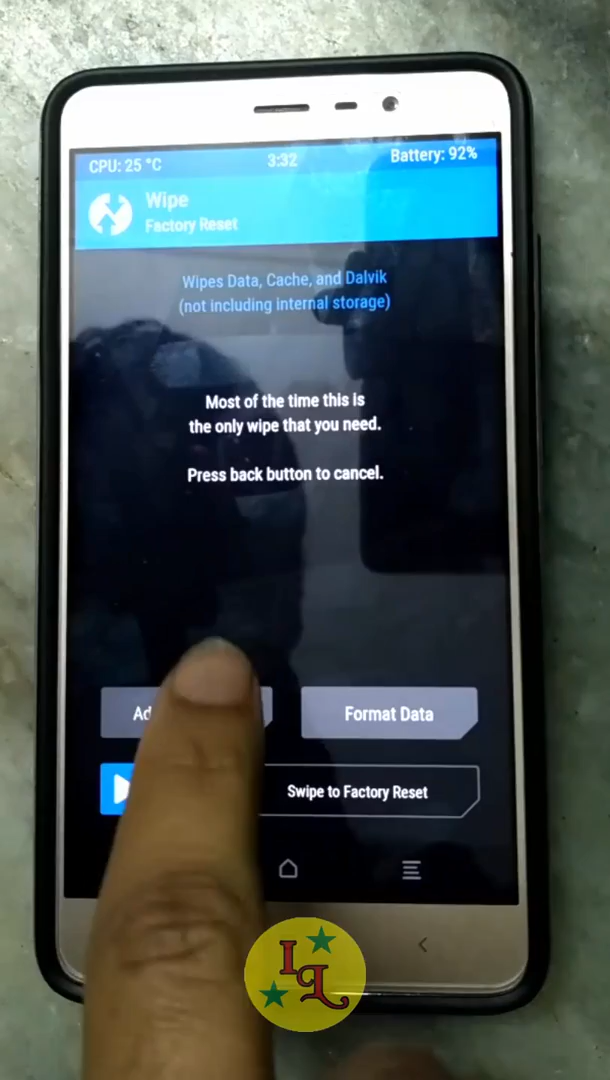 CPU: 25 °C 3:32 Battery: 92%
Wipe
Factory Reset
Wipes Data, Cache, and Dalvik
(not including internal storage)
Most of the time this is
the only wipe that you need.
Press back button to cancel.
Format Data
Swipe to Factory Reset
LL